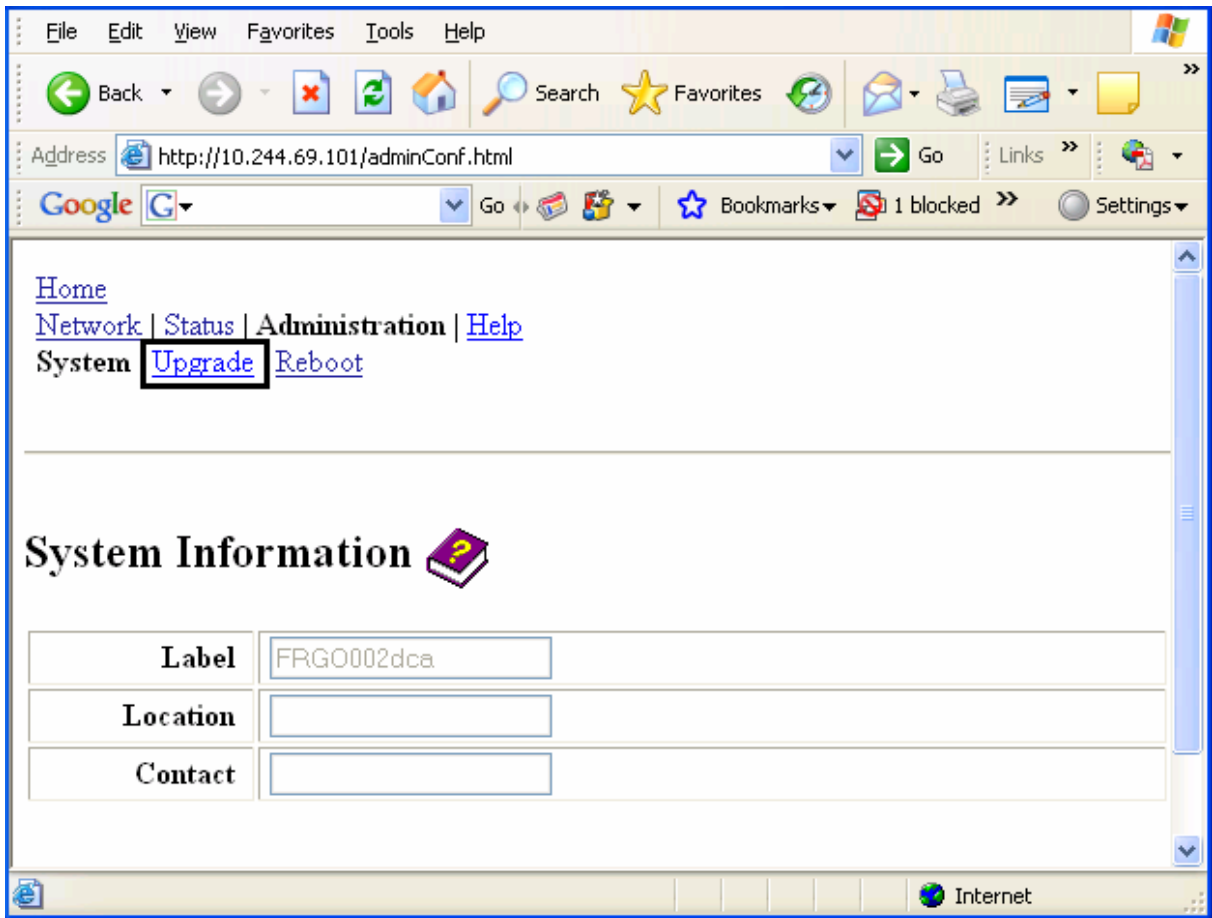 File Edit View Favorites Tools Help
Back Search Favorites »
Address http://10.244.69.101/adminConf.html Go Links »
Google G Go Bookmarks 1 blocked » Settings
Home
Network | Status | Administration | Help
System Upgrade Reboot
System Information ?
Label FRGO002dca
Location
Contact
Internet